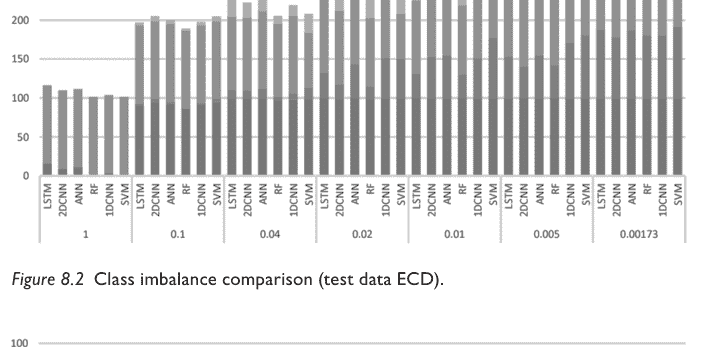 200
150
100
50
0
LSTM 2DCNN ANN RF 1DCNN SVM LSTM 2DCNN ANN RF 1DCNN SVM LSTM 2DCNN ANN RF 1DCNN SVM LSTM 2DCNN ANN RF 1DCNN SVM LSTM 2DCNN ANN RF 1DCNN SVM LSTM 2DCNN ANN RF 1DCNN SVM LSTM 2DCNN ANN RF 1DCNN SVM
1 0.1 0.04 0.02 0.01 0.005 0.00173
Figure 8.2 Class imbalance comparison (test data ECD).
100